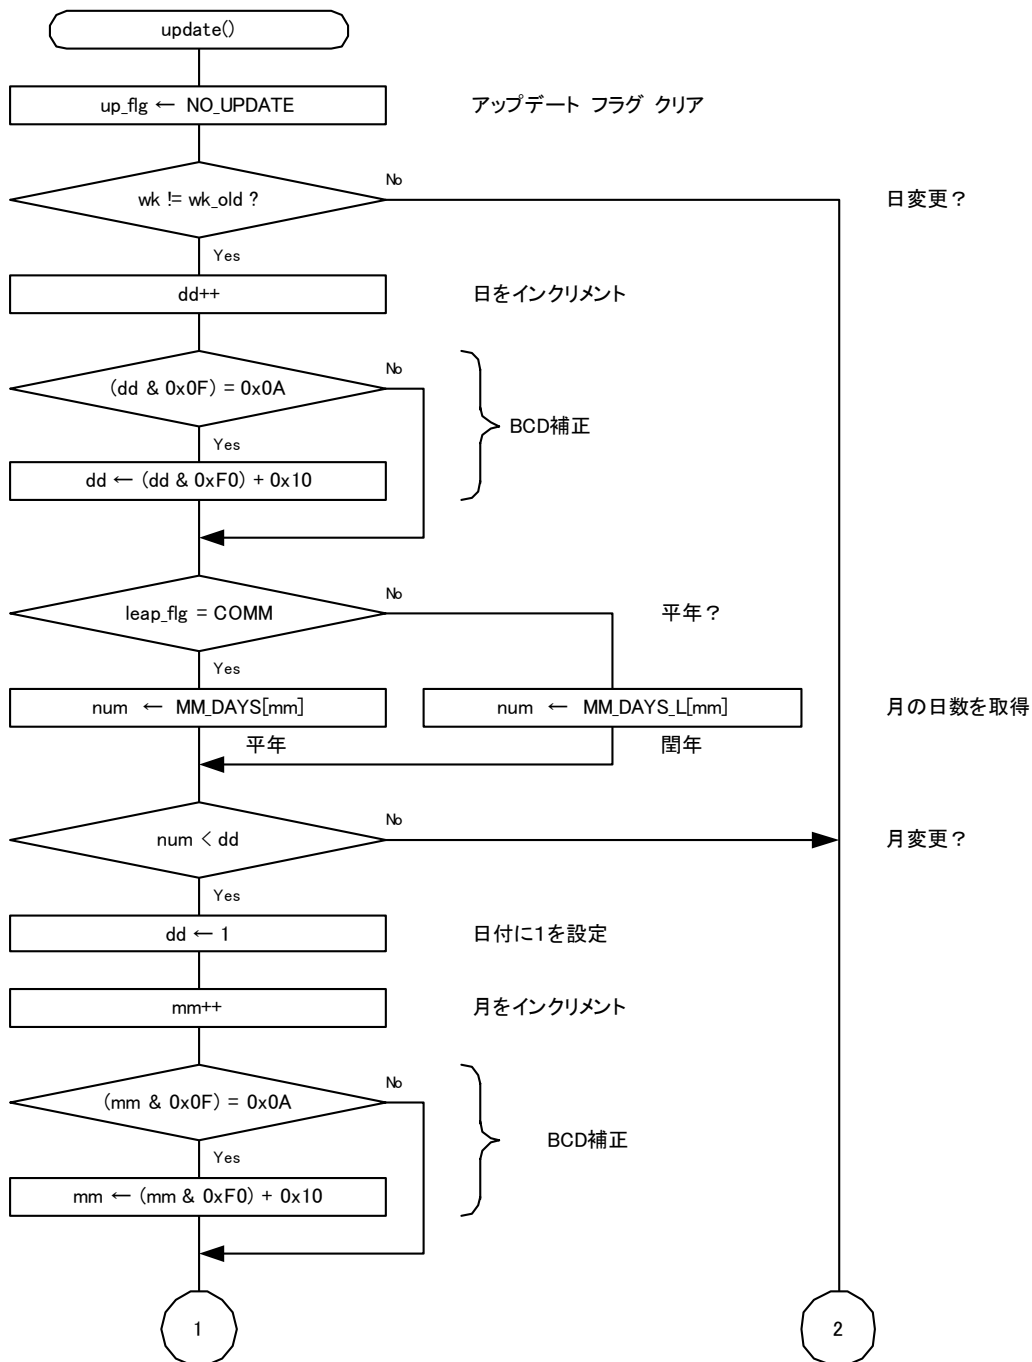 update()
up_flg ← NO_UPDATE
アップデート フラグ クリア
wk != wk_old ?
No
日変更？
Yes
dd++
日をインクリメント
(dd & 0x0F) = 0x0A
No
BCD補正
Yes
dd ← (dd & 0xF0) + 0x10
leap_flg = COMM
No
平年？
Yes
num ← MM_DAYS[mm]
num ← MM_DAYS_L[mm]
月の日数を取得
平年
閏年
num < dd
No
月変更？
Yes
dd ← 1
日付に1を設定
mm++
月をインクリメント
(mm & 0x0F) = 0x0A
No
BCD補正
Yes
mm ← (mm & 0xF0) + 0x10
1
2